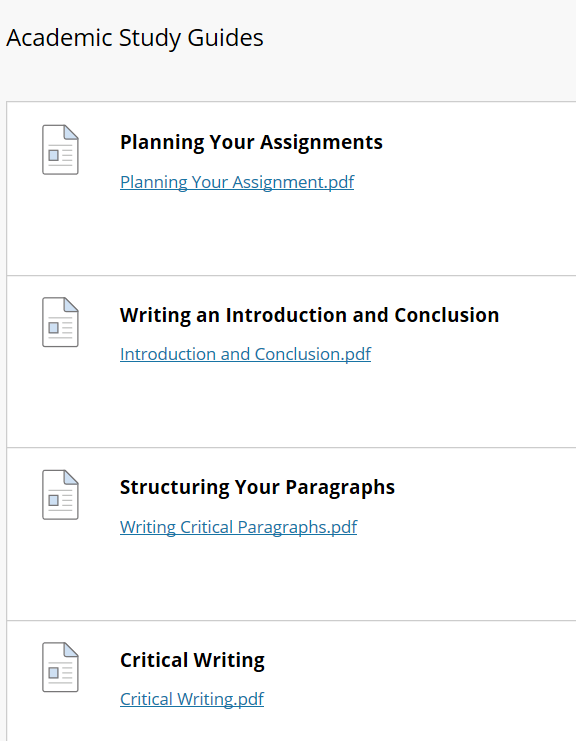 Academic Study Guides
Planning Your Assignments
Planning Your Assignment.pdf
Writing an Introduction and Conclusion
Introduction and Conclusion.pdf
Structuring Your Paragraphs
Writing Critical Paragraphs.pdf
Critical Writing
Critical Writing.pdf